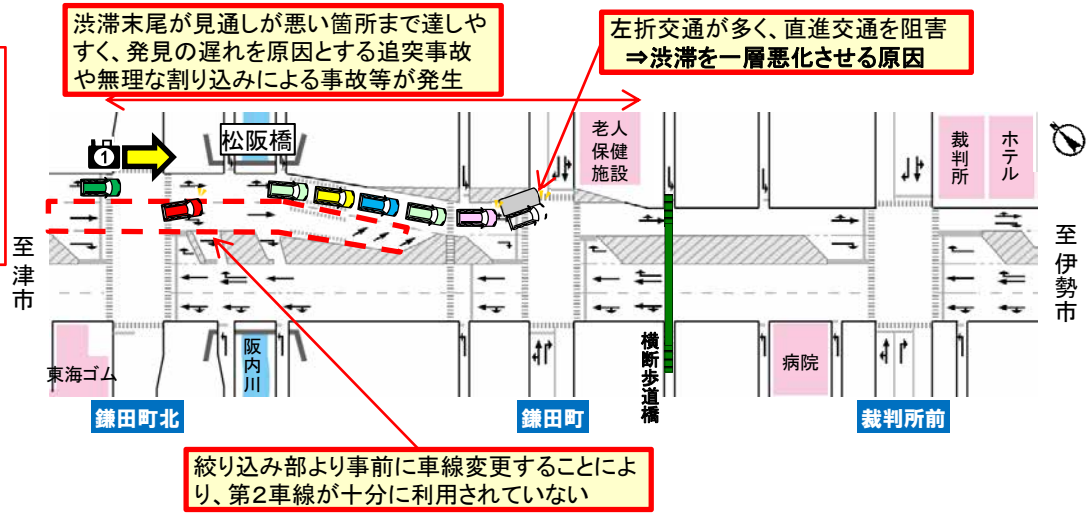 渋滞末尾が見通しが悪い箇所まで達しや
すく、発見の遅れを原因とする追突事故
や無理な割り込みによる事故等が発生
左折交通が多く、直進交通を阻害
⇒渋滞を一層悪化させる原因
①
松阪橋
老人
保健
施設
裁判所
ホテル
至津市
至伊勢市
東海ゴム
阪内川
横断歩道橋
病院
鎌田町北
鎌田町
裁判所前
絞り込み部より事前に車線変更することによ
り、第2車線が十分に利用されていない